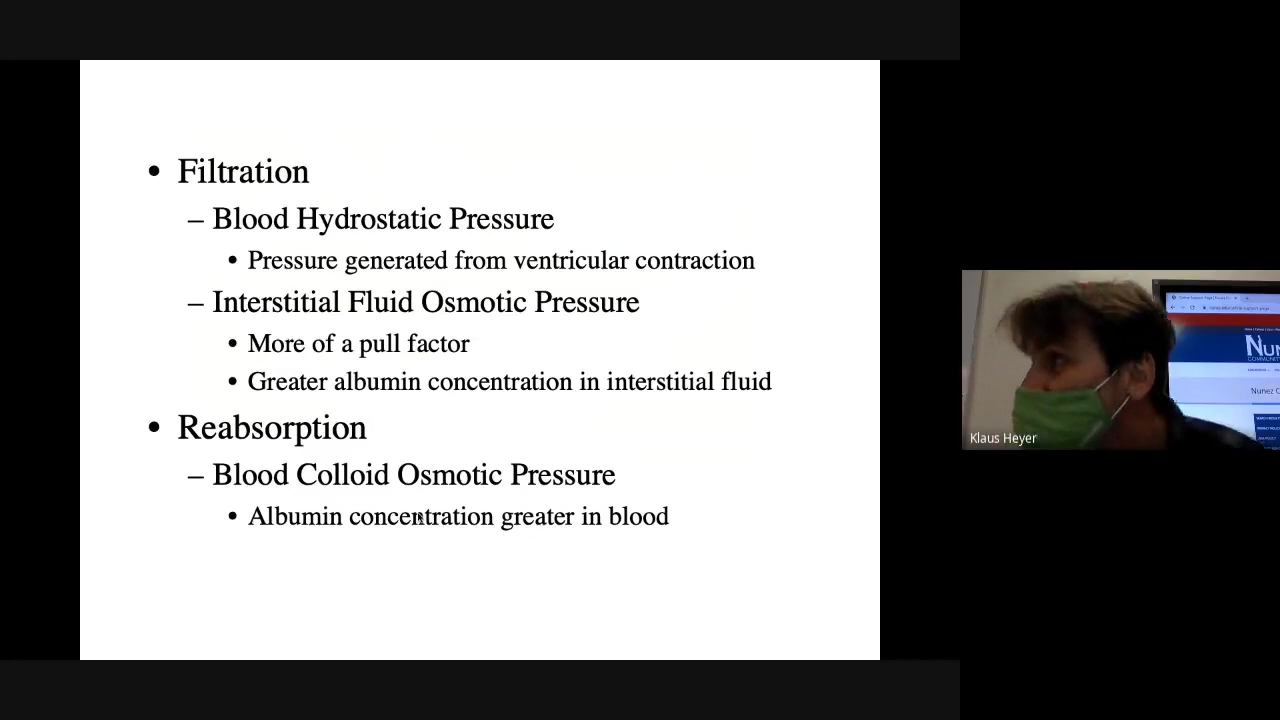 • Filtration
– Blood Hydrostatic Pressure
• Pressure generated from ventricular contraction
– Interstitial Fluid Osmotic Pressure
• More of a pull factor
• Greater albumin concentration in interstitial fluid
• Reabsorption
– Blood Colloid Osmotic Pressure
• Albumin concentration greater in blood
Klaus Heyer
Nunez C